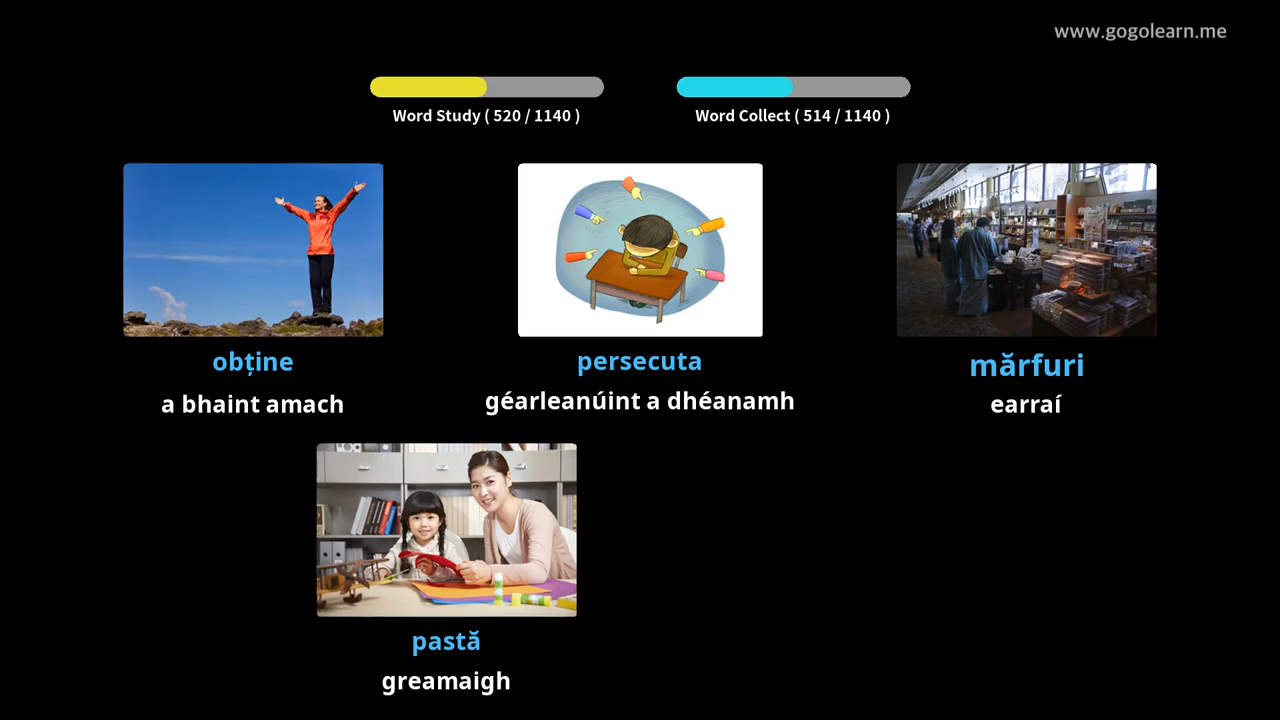 www.gogolearn.me
Word Study ( 520 / 1140 )
Word Collect ( 514 / 1140 )
obține
a bhaint amach
persecuta
géarleanúint a dhéanamh
mărfuri
earraí
pastă
greamaigh